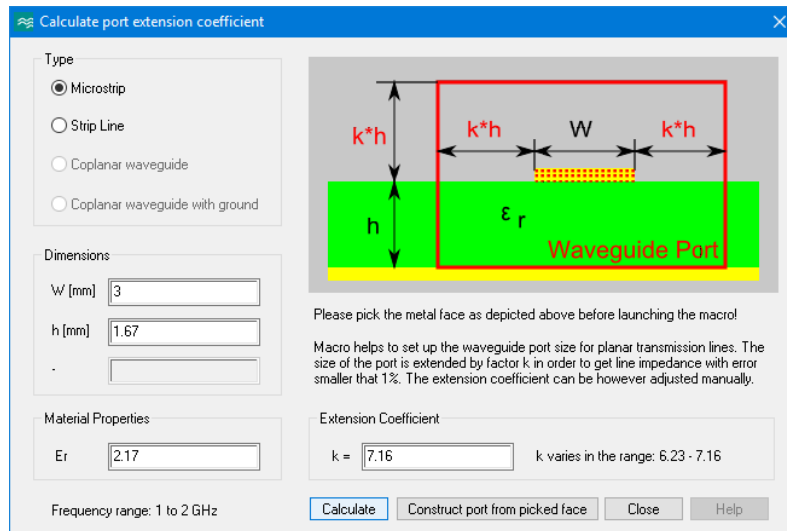 Calculate port extension coefficient
Type
Microstrip
Strip Line
Coplanar waveguide
Coplanar waveguide with ground
k*h
k*h
W
k*h
h
ε r
Waveguide Port
Dimensions
W [mm]
3
h [mm]
1.67
-
Please pick the metal face as depicted above before launching the macro!
Macro helps to set up the waveguide port size for planar transmission lines. The
size of the port is extended by factor k in order to get line impedance with error
smaller that 1%. The extension coefficient can be however adjusted manually.
Material Properties
Er
2.17
Extension Coefficient
k =
7.16
k varies in the range: 6.23 - 7.16
Frequency range: 1 to 2 GHz
Calculate
Construct port from picked face
Close
Help